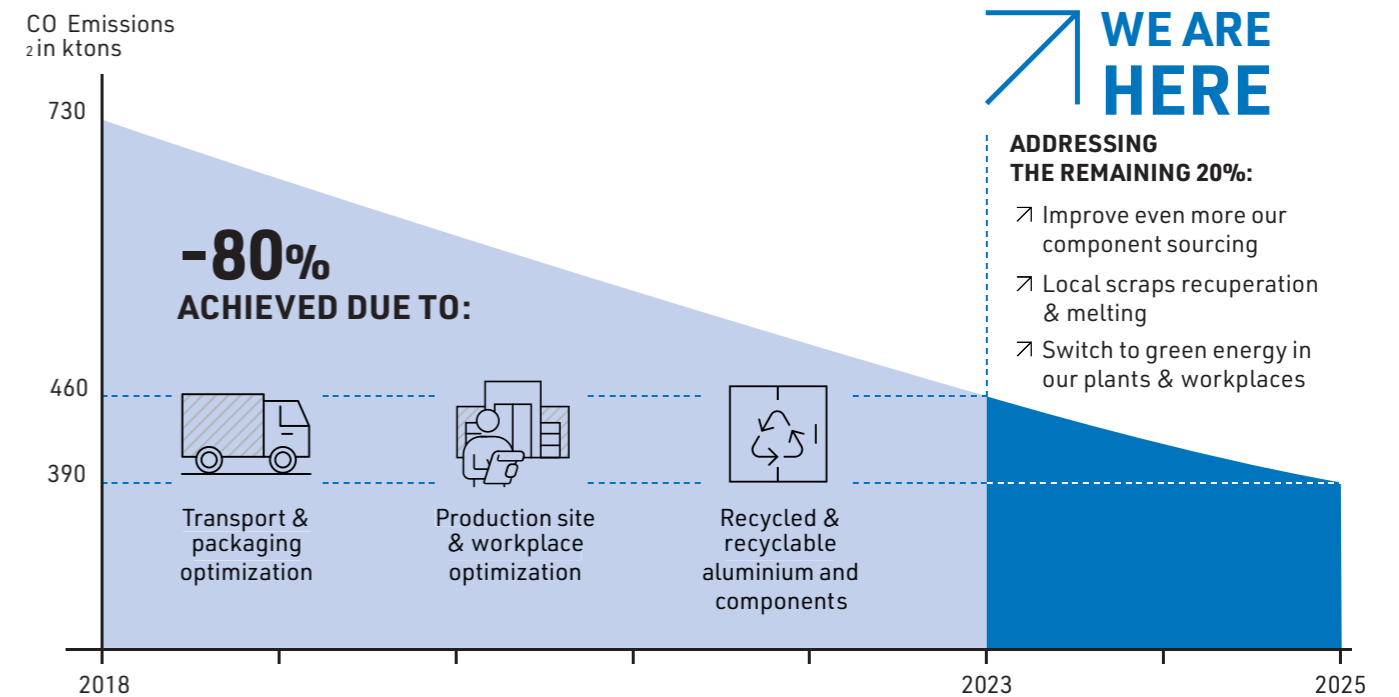 CO Emissions
2 in ktons
730
460
390
-80%
ACHIEVED DUE TO:
Transport &
packaging
optimization
Production site
& workplace
optimization
Recycled &
recyclable
aluminium and
components
WE ARE
HERE
ADDRESSING
THE REMAINING 20%:
Improve even more our
component sourcing
Local scraps recuperation
& melting
Switch to green energy in
our plants & workplaces
2018
2023
2025